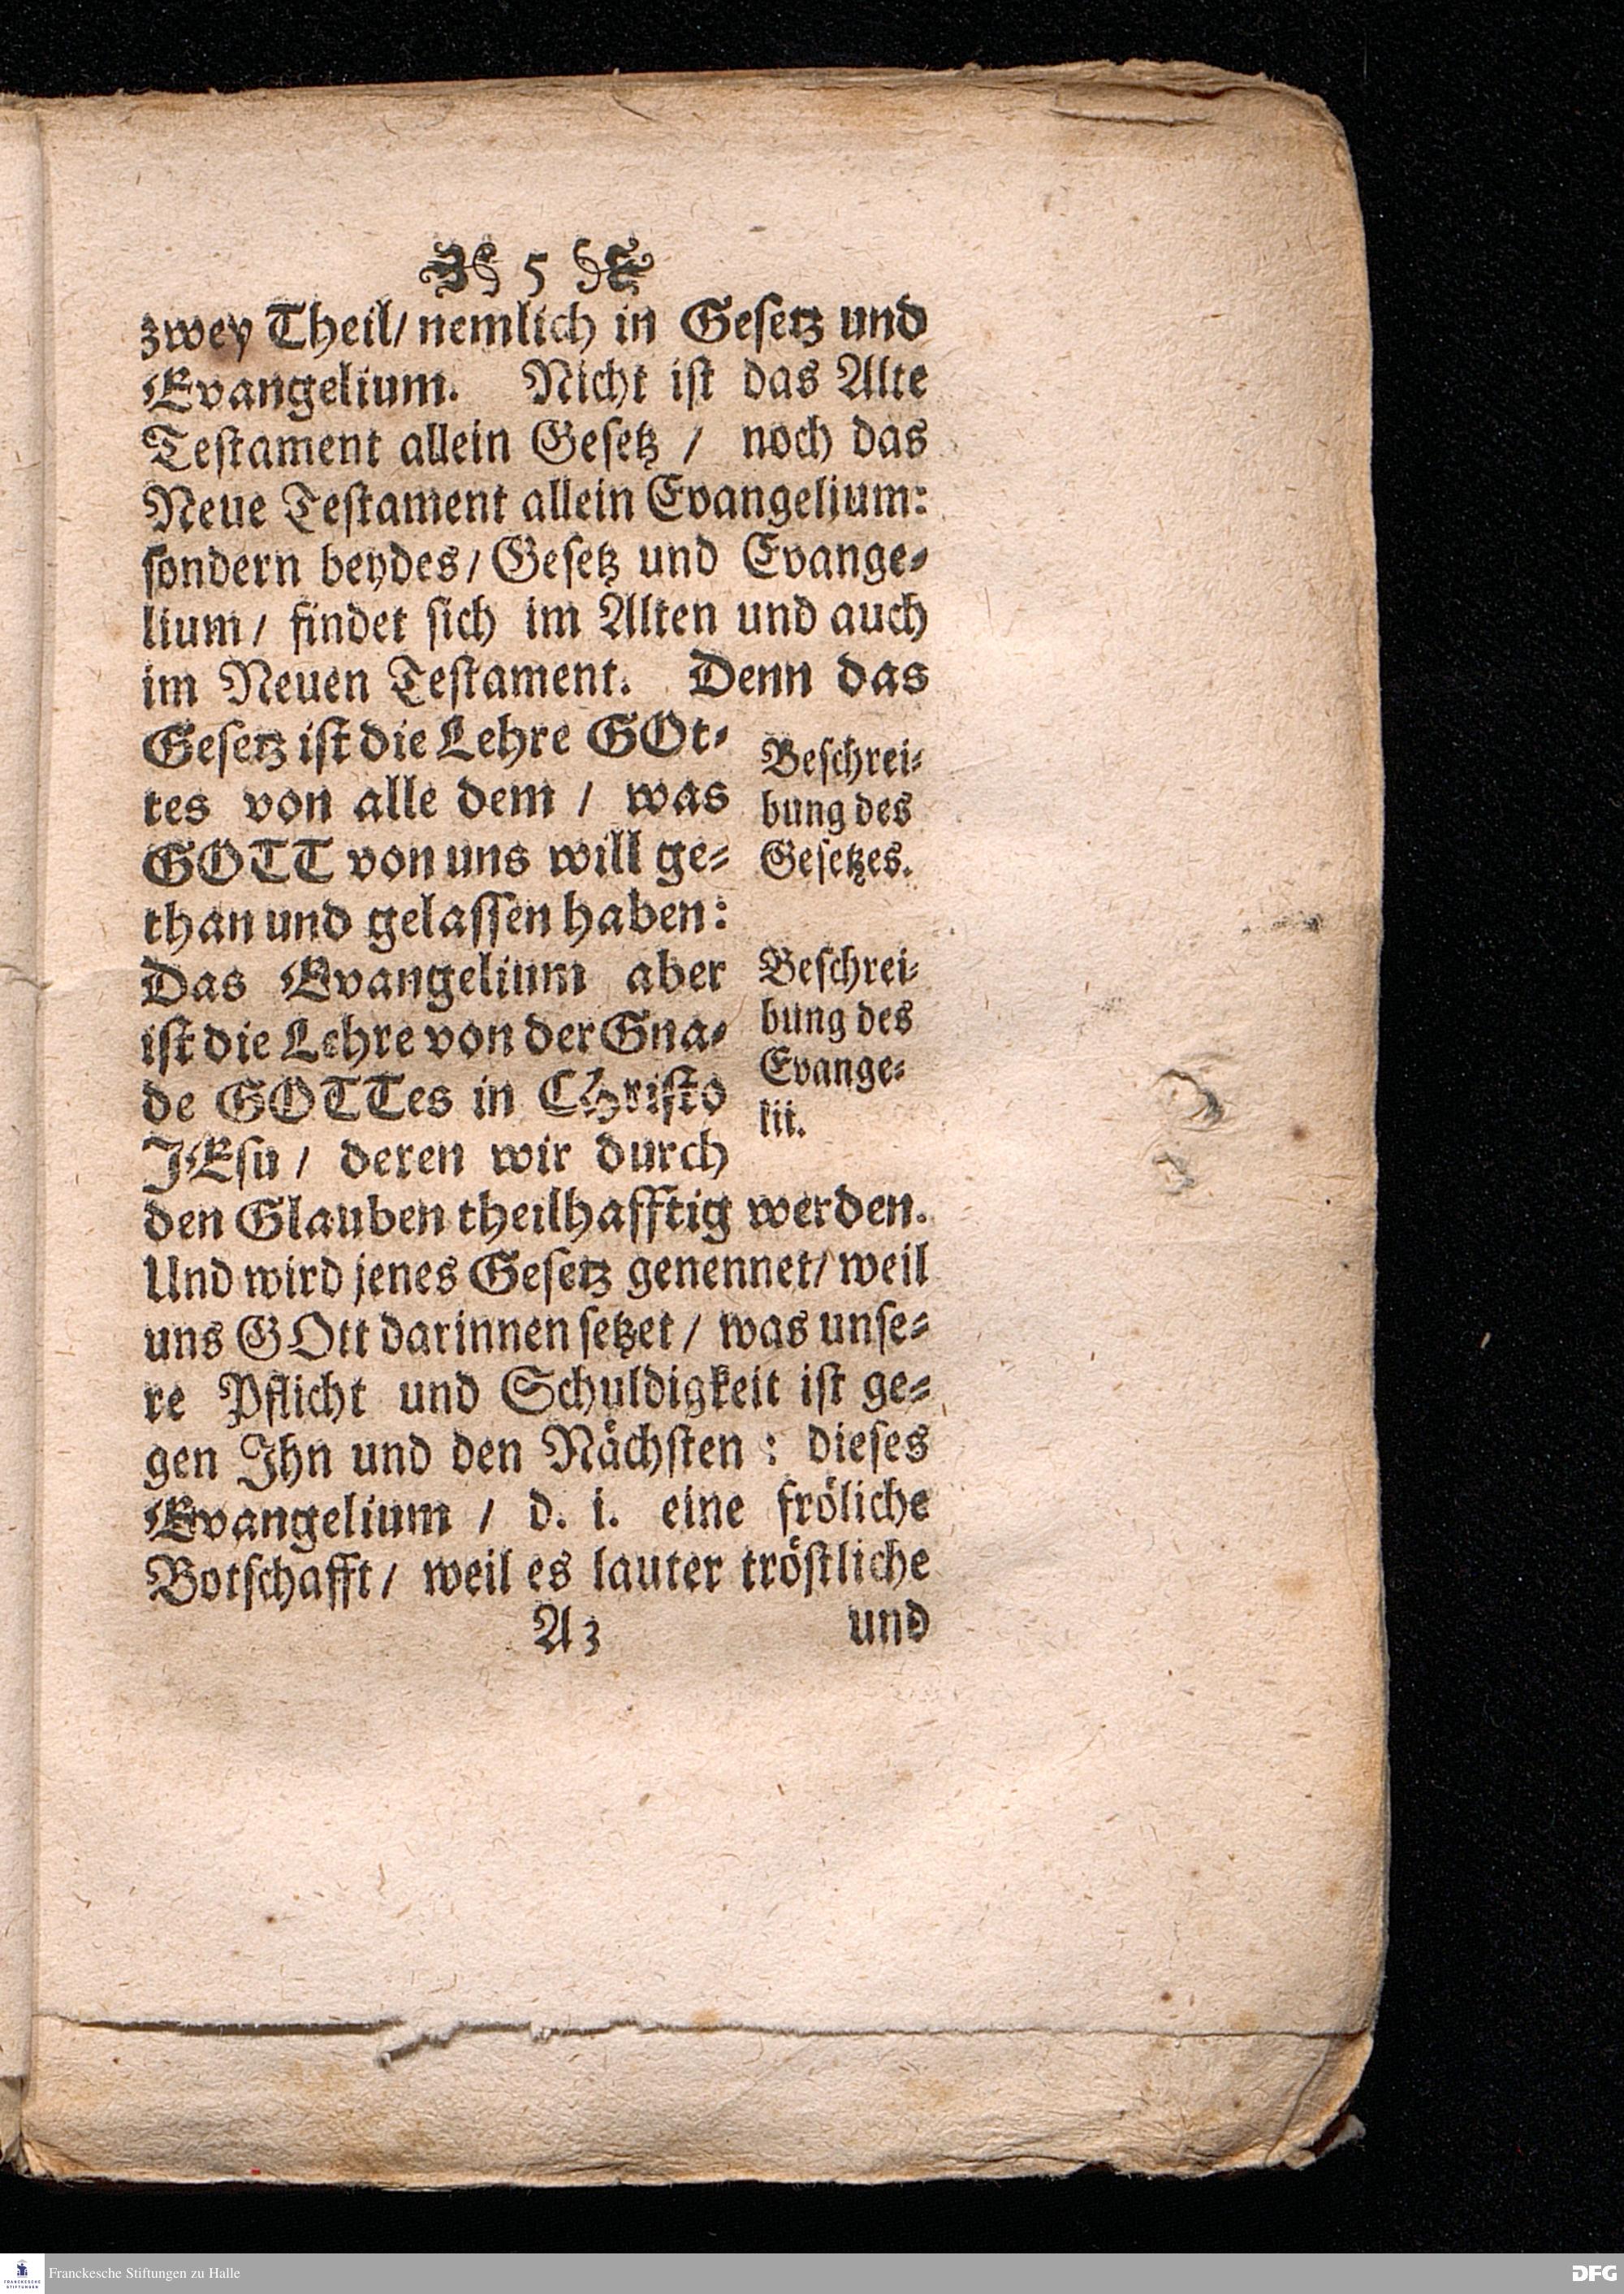 5
zwey Theil/ nemlich in Gesetz und
Evangelium. Nicht ist das Alte
Testament allein Gesetz / noch das
Neue Testament allein Evangelium:
sondern beydes/ Gesetz und Evange-
lium/ findet sich im Alten und auch
im Neuen Testament. Denn das
Gesetz ist die Lehre GOt-
tes von alle dem / was
GOTT von uns will ge-
than und gelassen haben:
Das Evangelium aber
ist die Lehre von der Gna-
de GOTTes in CHristo
JEsu / deren wir durch
den Glauben theilhafftig werden.
Und wird jenes Gesetz genennet/ weil
uns GOtt darinnen setzet / was unse-
re Pflicht und Schuldigkeit ist ge-
gen Ihn und den Nächsten : dieses
Evangelium / d. i. eine fröliche
Botschafft/ weil es lauter tröstliche
A3 und
Beschrei-
bung des
Gesetzes.
Beschrei-
bung des
Evange-
lii.
FRANCKESCHE
STIFTUNGEN
Franckesche Stiftungen zu Halle
DFG